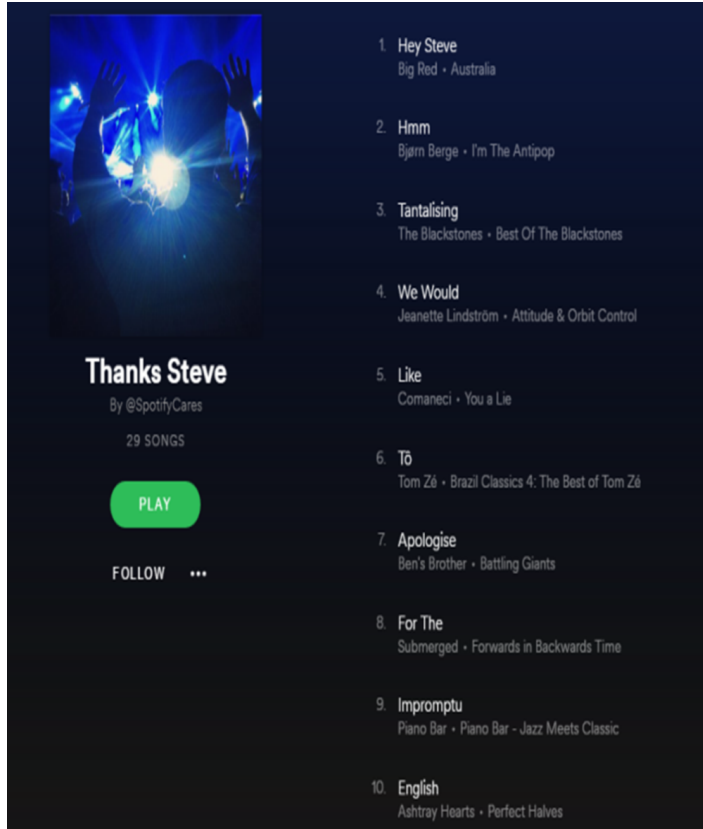 Thanks Steve
By @SpotifyCares
29 SONGS
PLAY
FOLLOW •••
1. Hey Steve
Big Red • Australia
2. Hmm
Bjørn Berge • I'm The Antipop
3. Tantalising
The Blackstones • Best Of The Blackstones
4. We Would
Jeanette Lindström • Attitude & Orbit Control
5. Like
Comaneci • You a Lie
6. Tô
Tom Zé • Brazil Classics 4: The Best of Tom Zé
7. Apologise
Ben's Brother • Battling Giants
8. For The
Submerged • Forwards in Backwards Time
9. Impromptu
Piano Bar • Piano Bar - Jazz Meets Classic
10. English
Ashtray Hearts • Perfect Halves